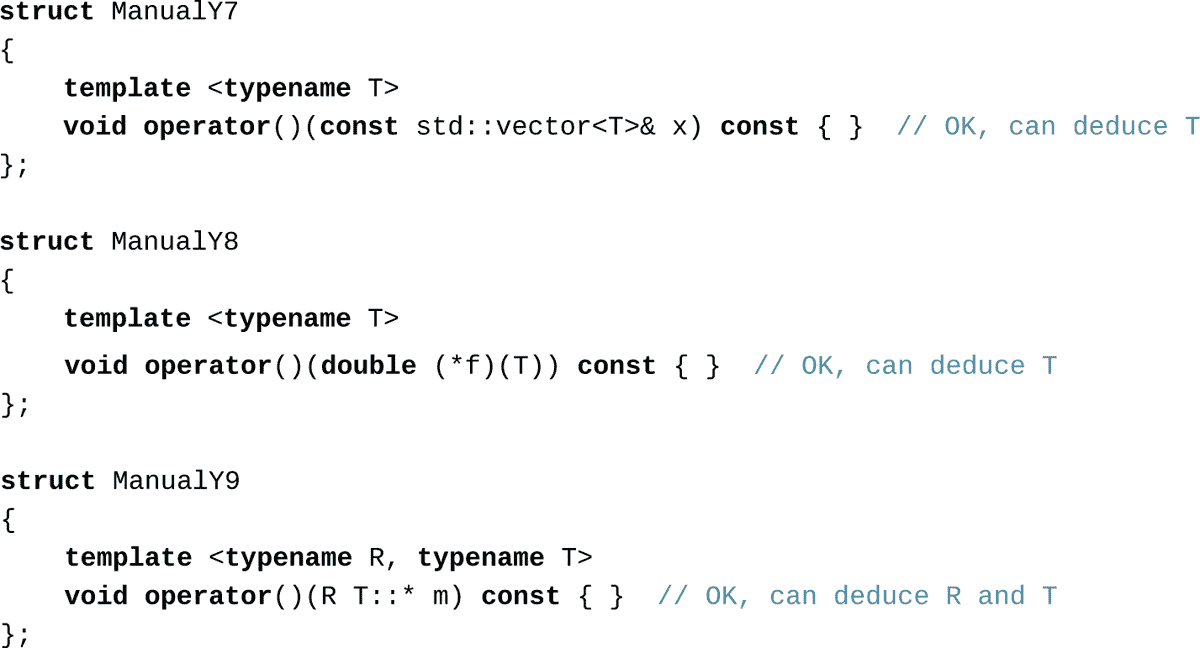 struct ManualY7
{
    template <typename T>
    void operator()(const std::vector<T>& x) const { }  // OK, can deduce T
};

struct ManualY8
{
    template <typename T>
    void operator()(double (*f)(T)) const { }  // OK, can deduce T
};

struct ManualY9
{
    template <typename R, typename T>
    void operator()(R T::* m) const { }  // OK, can deduce R and T
};